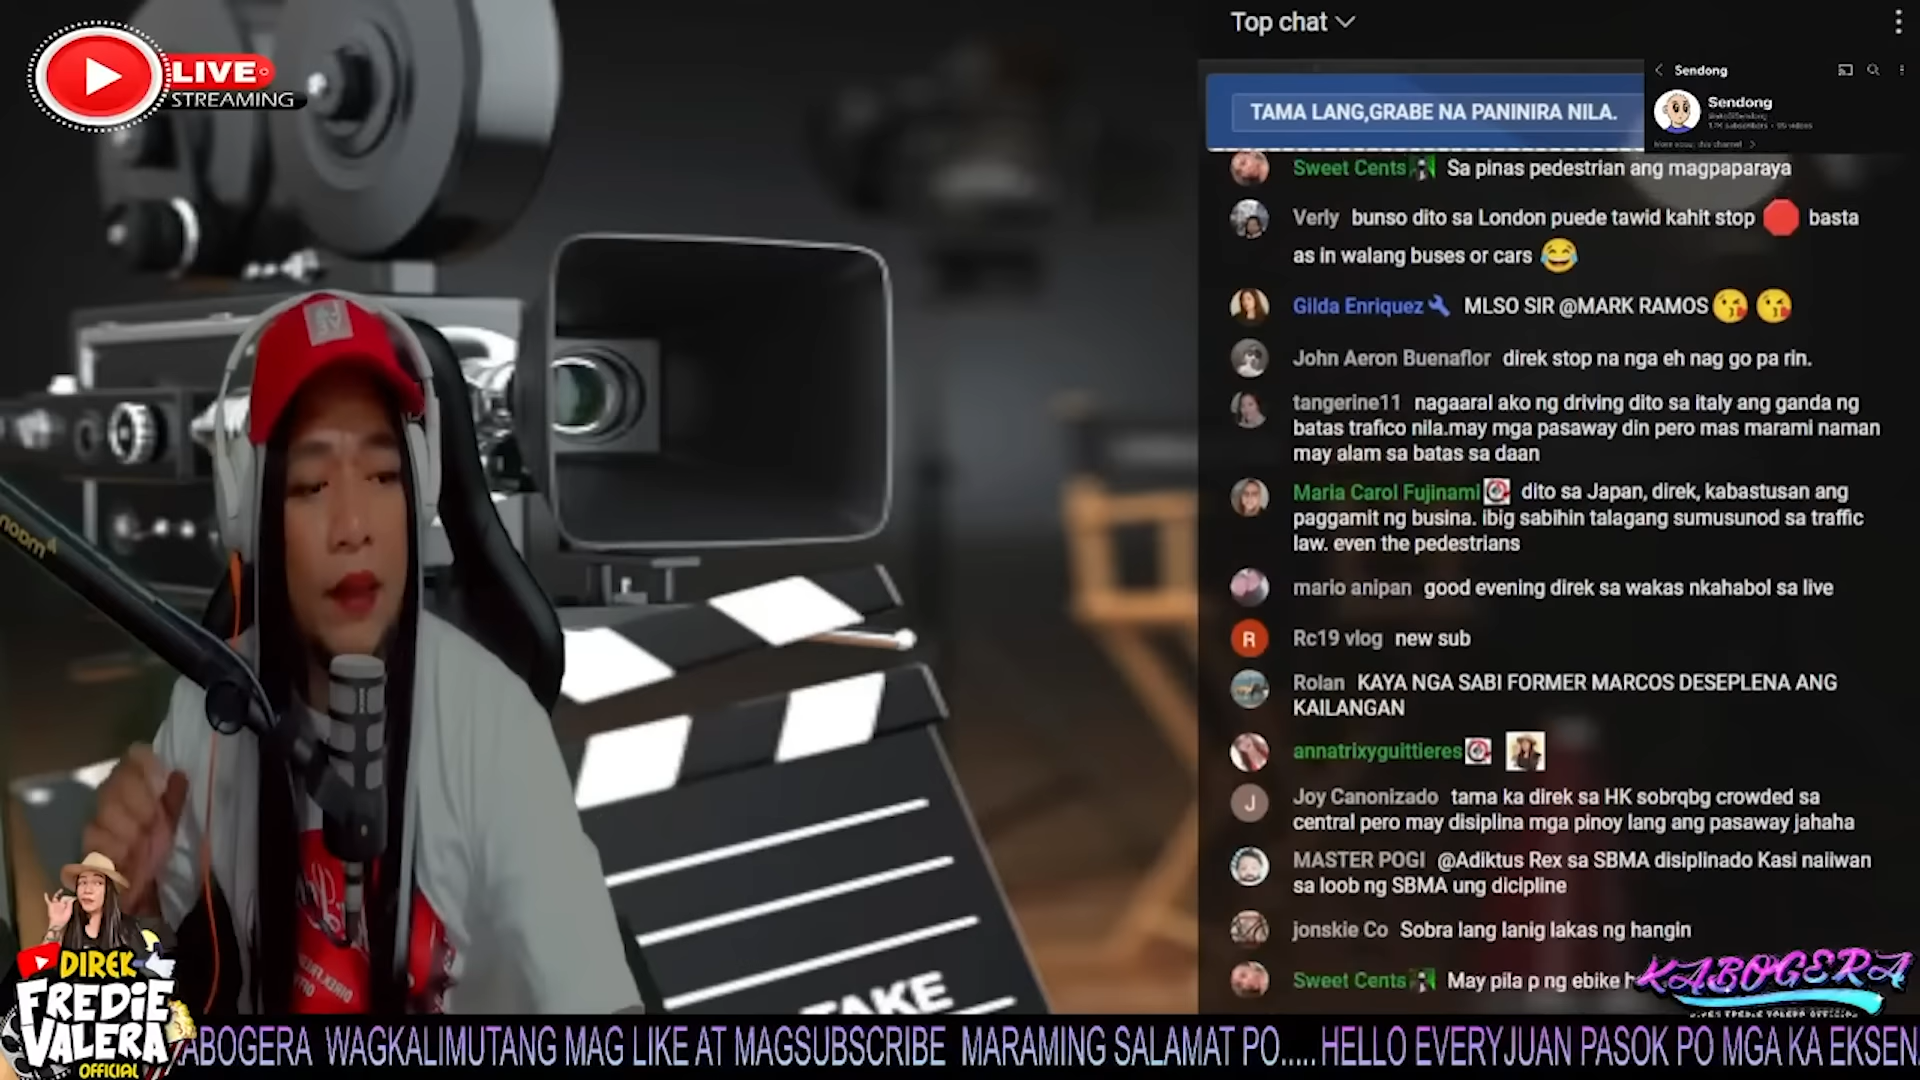 LIVE
STREAMING
Top chat
Sendong
Sendong
TAMA LANG,GRABE NA PANINIRA NILA.
Sweet Cents Sa pinas pedestrian ang magpaparaya
Verly bunso dito sa London puede tawid kahit stop 🛑 basta
as in walang buses or cars 😂
Gilda Enriquez MLSO SIR @MARK RAMOS 😘 😘
John Aeron Buenaflor direk stop na nga eh nag go pa rin.
tangerine11 nagaaral ako ng driving dito sa italy ang ganda ng
batas trafico nila.may mga pasaway din pero mas marami naman
may alam sa batas sa daan
Maria Carol Fujinami dito sa Japan, direk, kabastusan ang
paggamit ng busina. ibig sabihin talagang sumusunod sa traffic
law. even the pedestrians
mario anipan good evening direk sa wakas nkahabol sa live
R
Rc19 vlog new sub
Rolan KAYA NGA SABI FORMER MARCOS DESEPLENA ANG
KAILANGAN
annatrixyguittieres
J
Joy Canonizado tama ka direk sa HK sobrqbg crowded sa
central pero may disiplina mga pinoy lang ang pasaway jahaha
MASTER POGI @Adiktus Rex sa SBMA disiplinado Kasi naiiwan
sa loob ng SBMA ung dicipline
jonskie Co Sobra lang lanig lakas ng hangin
Sweet Cents May pila p ng ebike
KABOGERA
maono
TAKE
DIREK
FREDIE
VALERA
OFFICIAL
ABOGERA WAGKALIMUTANG MAG LIKE AT MAGSUBSCRIBE MARAMING SALAMAT PO..... HELLO EVERYJUAN PASOK PO MGA KA EKSEN